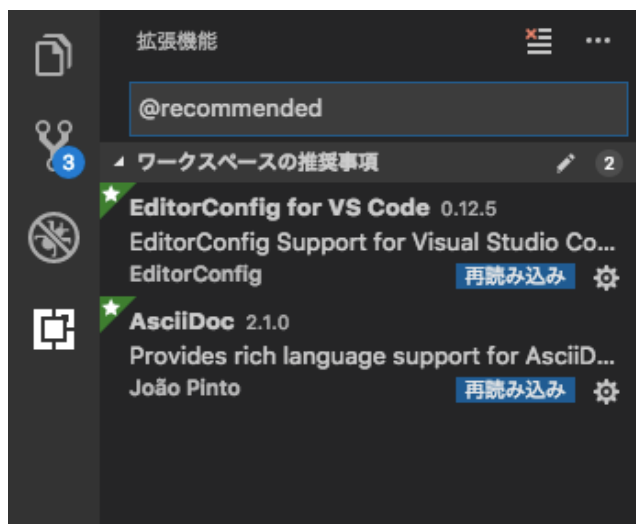 拡張機能
@recommended
3
ワークスペースの推奨事項 2
EditorConfig for VS Code 0.12.5
EditorConfig Support for Visual Studio Co...
EditorConfig 再読み込み
AsciiDoc 2.1.0
Provides rich language support for AsciiD...
João Pinto 再読み込み